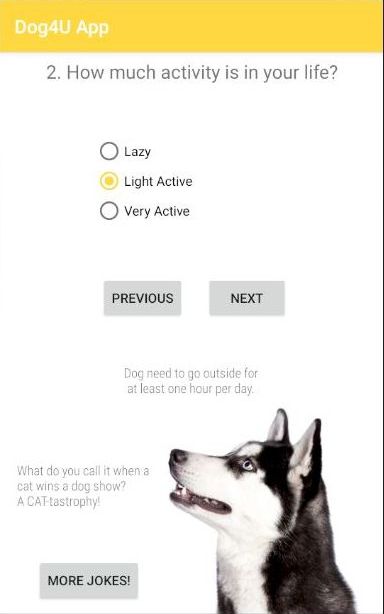 Dog4U App
2. How much activity is in your life?
Lazy
Light Active
Very Active
PREVIOUS
NEXT
Dog need to go outside for
at least one hour per day.
What do you call it when a
cat wins a dog show?
A CAT-tastrophy!
MORE JOKES!